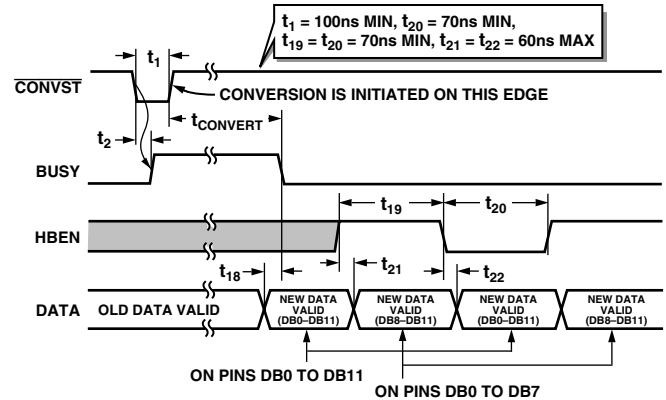 t1 = 100ns MIN, t20 = 70ns MIN,
t19 = t20 = 70ns MIN, t21 = t22 = 60ns MAX
t1
CONVST
CONVERSION IS INITIATED ON THIS EDGE
tCONVERT
t2
BUSY
t19
t20
HBEN
t18
t21
t22
DATA
OLD DATA VALID
NEW DATA
VALID
(DB0–DB11)
NEW DATA
VALID
(DB8–DB11)
NEW DATA
VALID
(DB0–DB11)
NEW DATA
VALID
(DB8–DB11)
ON PINS DB0 TO DB11
ON PINS DB0 TO DB7